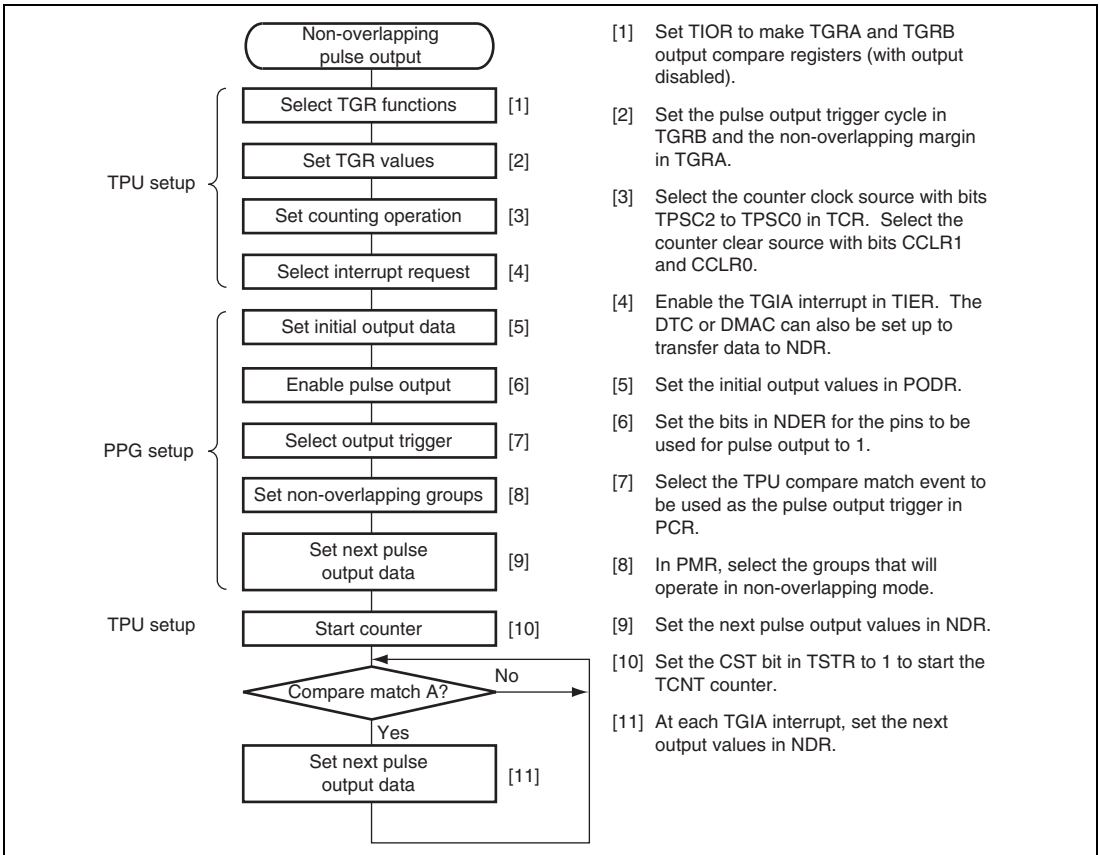 Non-overlapping
pulse output
TPU setup
Select TGR functions
[1]
Set TGR values
[2]
Set counting operation
[3]
Select interrupt request
[4]
PPG setup
Set initial output data
[5]
Enable pulse output
[6]
Select output trigger
[7]
Set non-overlapping groups
[8]
Set next pulse
output data
[9]
TPU setup
Start counter
[10]
Compare match A?
No
Yes
Set next pulse
output data
[11]
[1] Set TIOR to make TGRA and TGRB
output compare registers (with output
disabled).
[2] Set the pulse output trigger cycle in
TGRB and the non-overlapping margin
in TGRA.
[3] Select the counter clock source with bits
TPSC2 to TPSC0 in TCR. Select the
counter clear source with bits CCLR1
and CCLR0.
[4] Enable the TGIA interrupt in TIER. The
DTC or DMAC can also be set up to
transfer data to NDR.
[5] Set the initial output values in PODR.
[6] Set the bits in NDER for the pins to be
used for pulse output to 1.
[7] Select the TPU compare match event to
be used as the pulse output trigger in
PCR.
[8] In PMR, select the groups that will
operate in non-overlapping mode.
[9] Set the next pulse output values in NDR.
[10] Set the CST bit in TSTR to 1 to start the
TCNT counter.
[11] At each TGIA interrupt, set the next
output values in NDR.